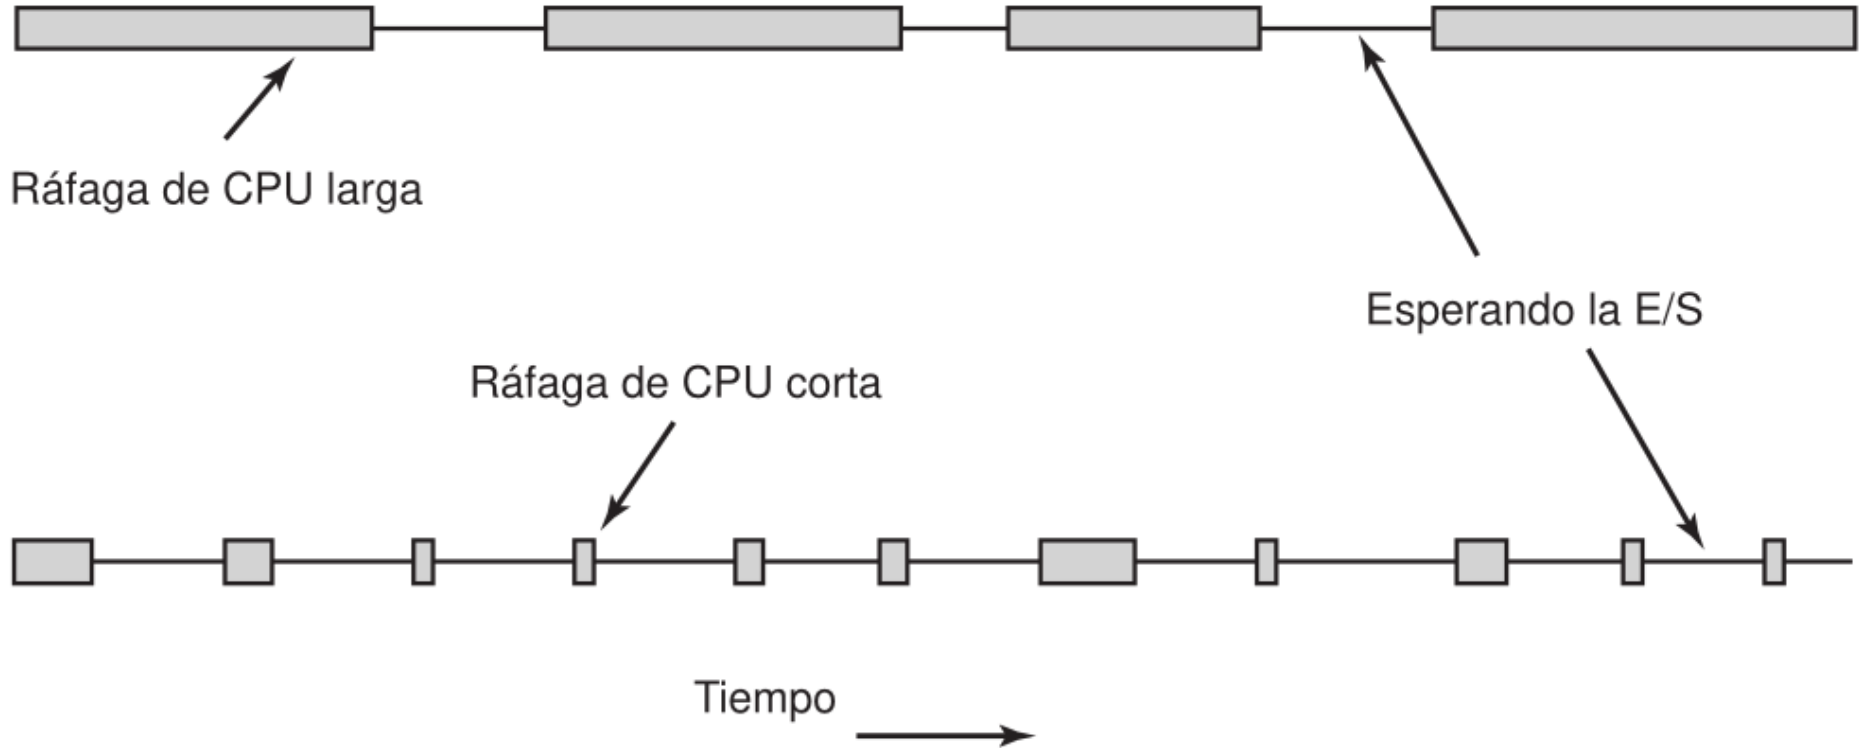 Ráfaga de CPU larga
Esperando la E/S
Ráfaga de CPU corta
Tiempo